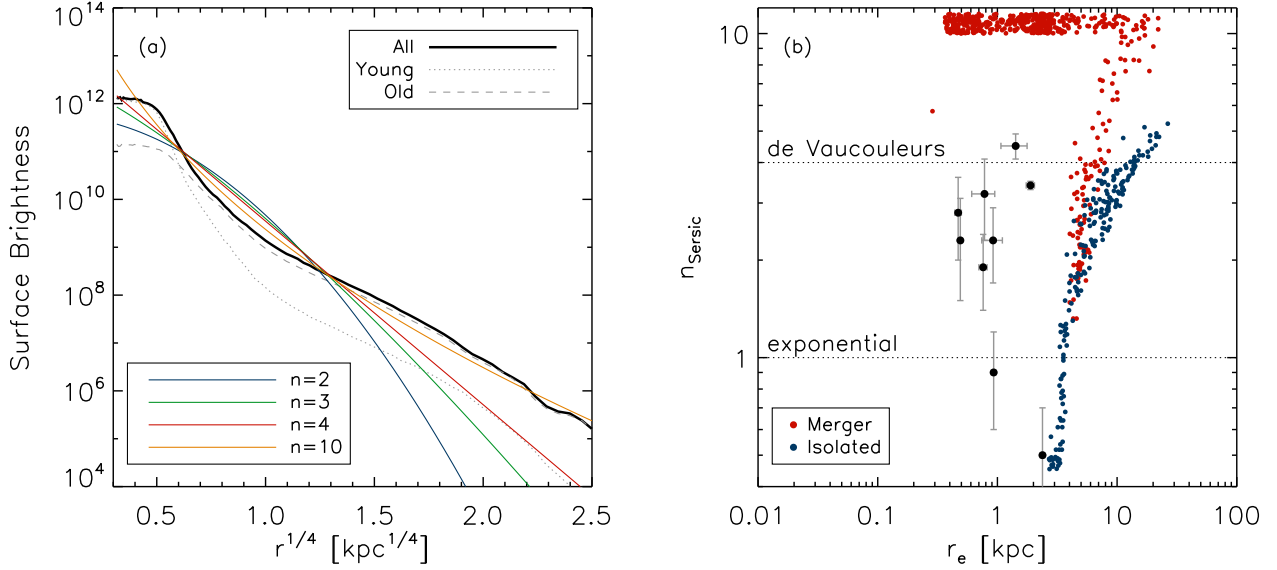 (a)
All
Young
Old
10^14
10^12
10^10
10^8
10^6
10^4
Surface Brightness
n=2
n=3
n=4
n=10
0.5 1.0 1.5 2.0 2.5
r^1/4 [kpc^1/4]
(b)
10
1
n_Sersic
de Vaucouleurs
exponential
Merger
Isolated
0.01 0.1 1 10 100
r_e [kpc]